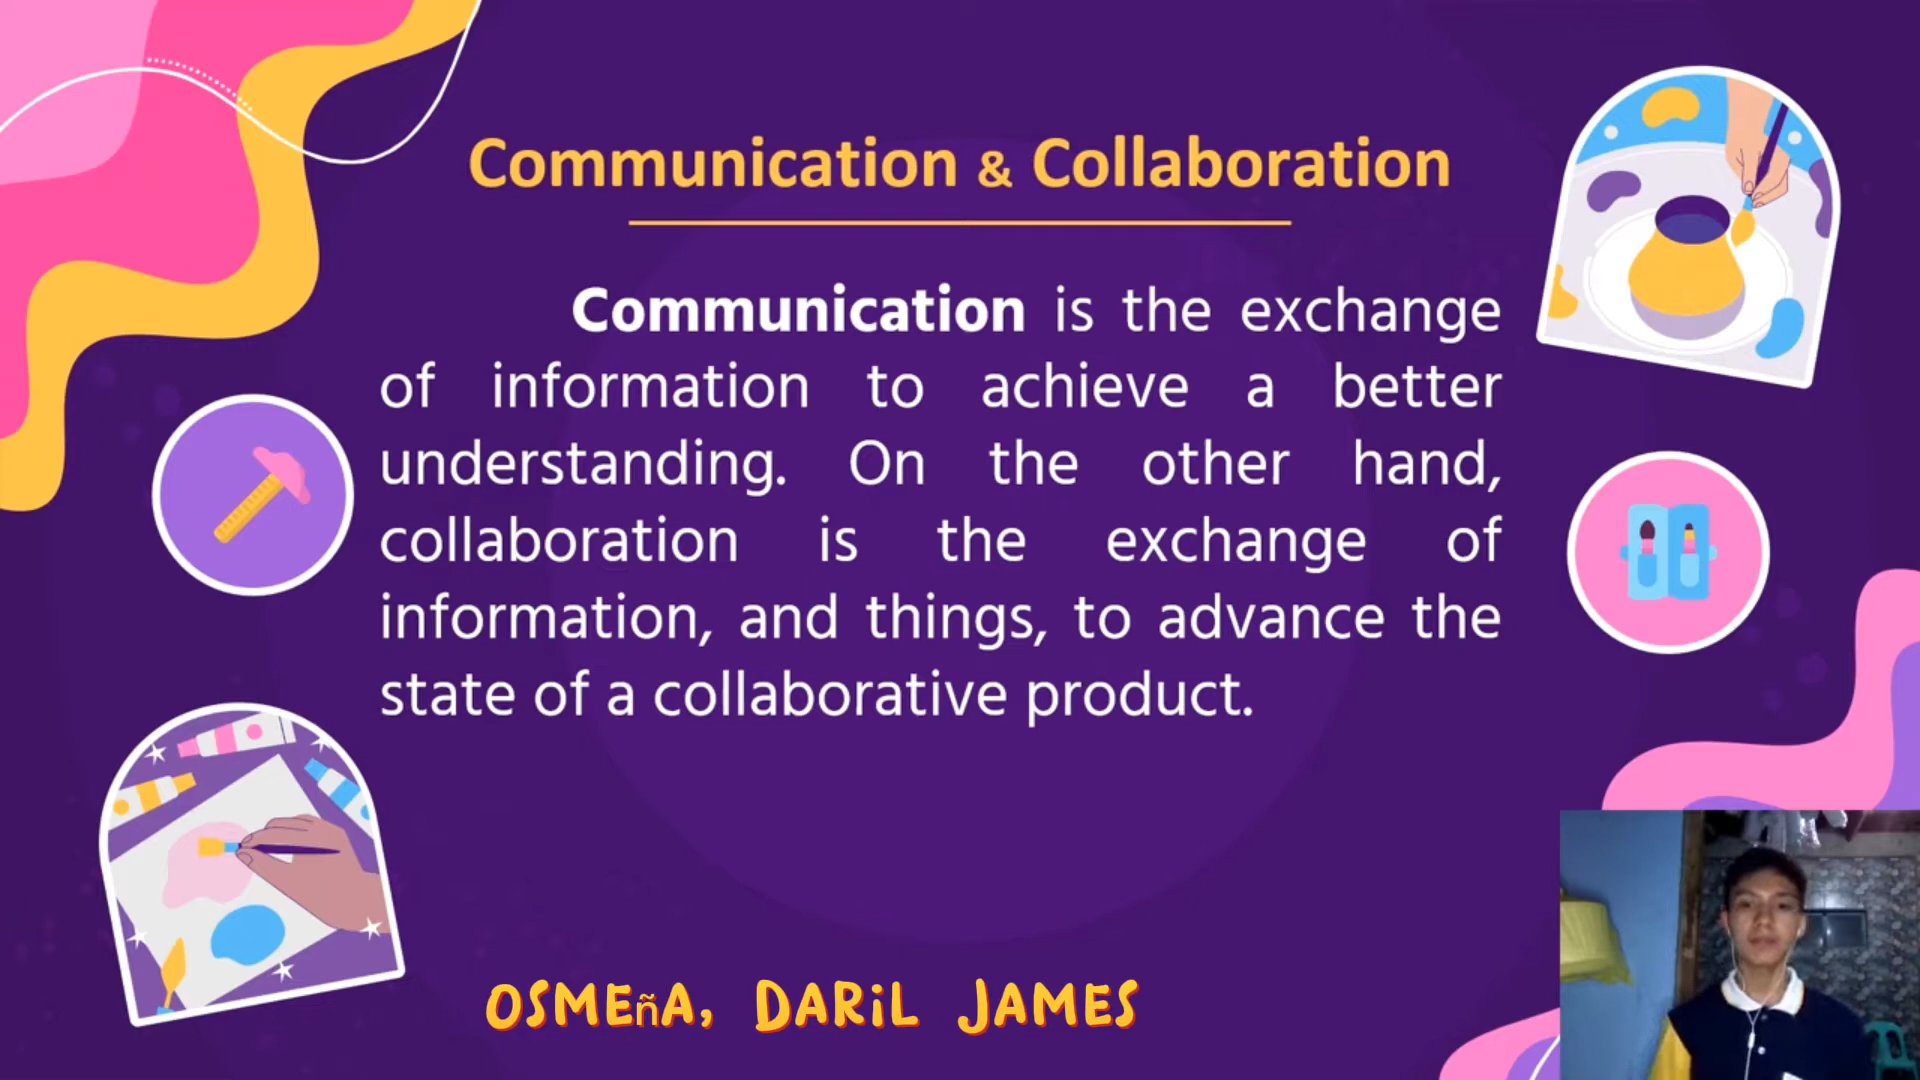 Communication & Collaboration
Communication is the exchange
of information to achieve a better
understanding. On the other hand,
collaboration is the exchange of
information, and things, to advance the
state of a collaborative product.
OSMEñA, DARiL JAMES